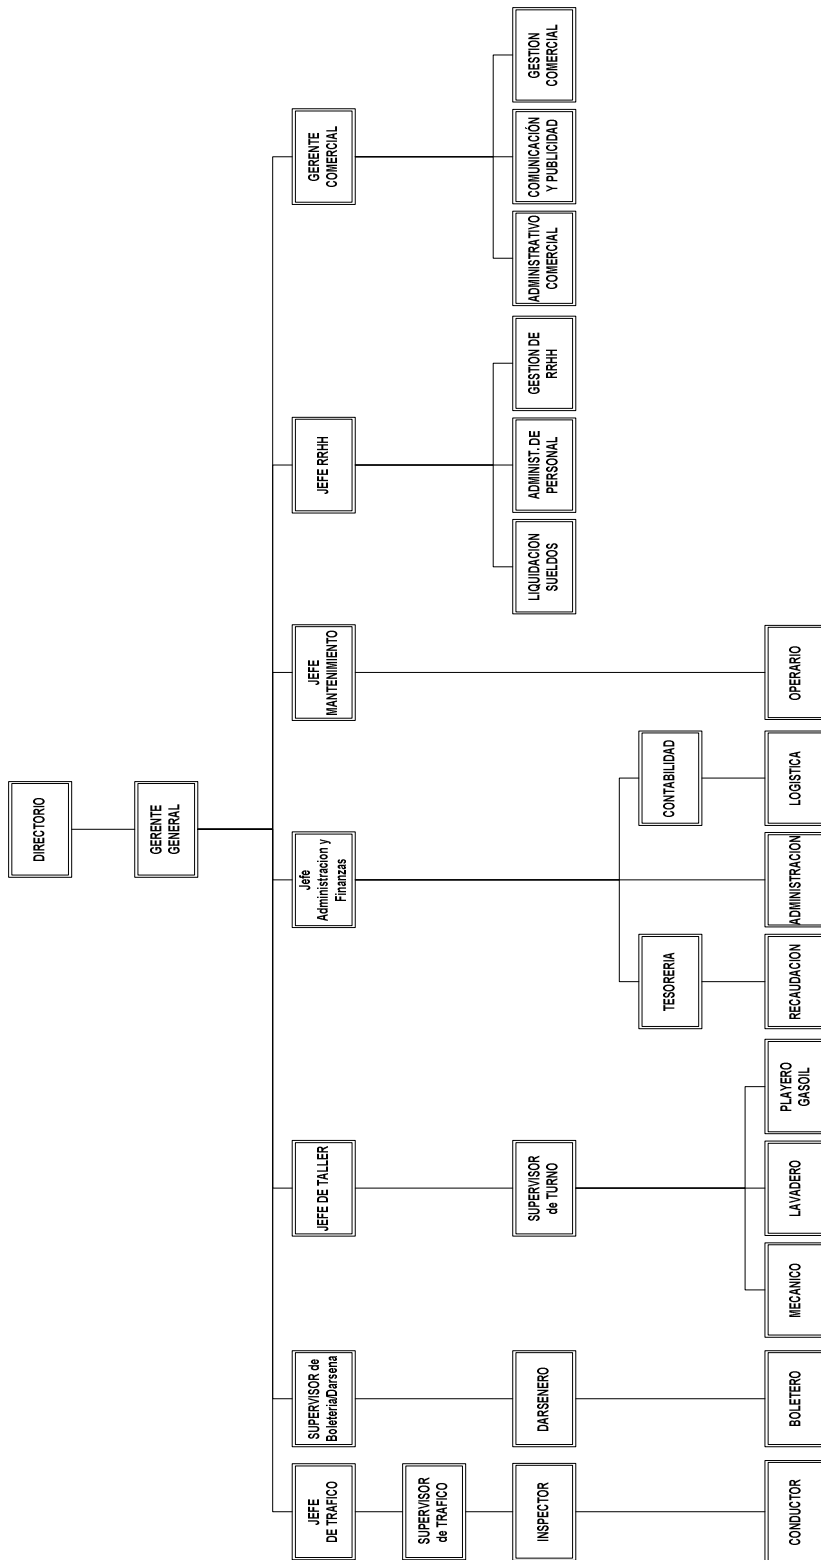 DIRECTORIO
GERENTE
GENERAL
JEFE
DE TRAFICO
SUPERVISOR de
Boletería/Darsena
JEFE DE TALLER
Jefe
Administracion y
Finanzas
JEFE
MANTENIMIENTO
JEFE RRHH
GERENTE
COMERCIAL
SUPERVISOR
de TRAFICO
INSPECTOR
DARSENERO
SUPERVISOR
de TURNO
LIQUIDACION
SUELDOS
ADMINIST. DE
PERSONAL
GESTION DE
RRHH
ADMINISTRATIVO
COMERCIAL
COMUNICACIÓN
Y PUBLICIDAD
GESTION
COMERCIAL
TESORERIA
CONTABILIDAD
CONDUCTOR
BOLETERO
MECANICO
LAVADERO
PLAYERO
GASOIL
RECAUDACION
ADMINISTRACION
LOGISTICA
OPERARIO